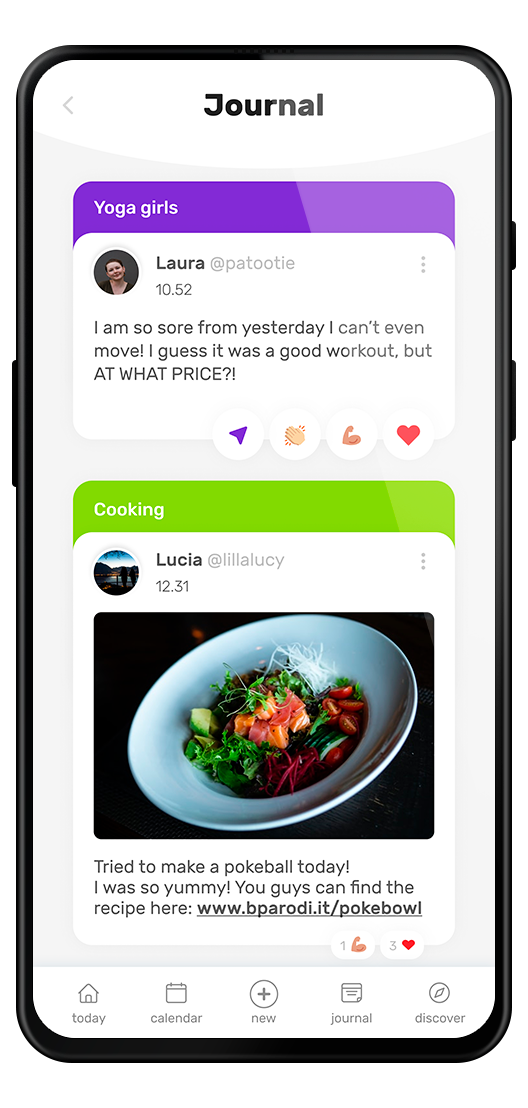 Journal
Yoga girls
Laura @patootie
10.52
I am so sore from yesterday I can't even
move! I guess it was a good workout, but
AT WHAT PRICE?!
Cooking
Lucia @lillalucy
12.31
Tried to make a pokeball today!
I was so yummy! You guys can find the
recipe here: www.bparodi.it/pokebowl
1 3
today calendar new journal discover